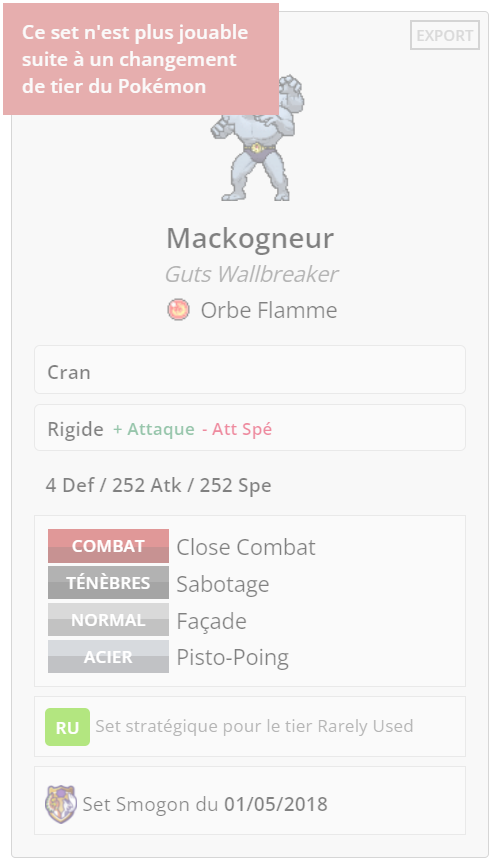 Ce set n'est plus jouable
suite à un changement
de tier du Pokémon
EXPORT
Mackogneur
Guts Wallbreaker
Orbe Flamme
Cran
Rigide + Attaque - Att Spé
4 Def / 252 Atk / 252 Spe
COMBAT Close Combat
TÉNÈBRES Sabotage
NORMAL Façade
ACIER Pisto-Poing
RU Set stratégique pour le tier Rarely Used
Set Smogon du 01/05/2018